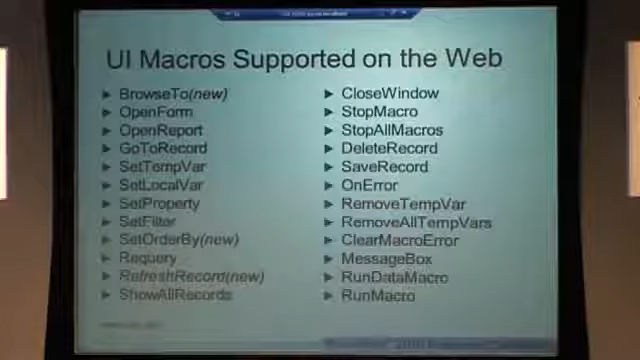 UI Macros Supported on the Web
► BrowseTo(new)
► OpenForm
► OpenReport
► GoToRecord
► SetTempVar
► SetLocalVar
► SetProperty
► SetFilter
► SetOrderBy(new)
► Requery
► RefreshRecord(new)
► ShowAllRecords
► CloseWindow
► StopMacro
► StopAllMacros
► DeleteRecord
► SaveRecord
► OnError
► RemoveTempVar
► RemoveAllTempVars
► ClearMacroError
► MessageBox
► RunDataMacro
► RunMacro